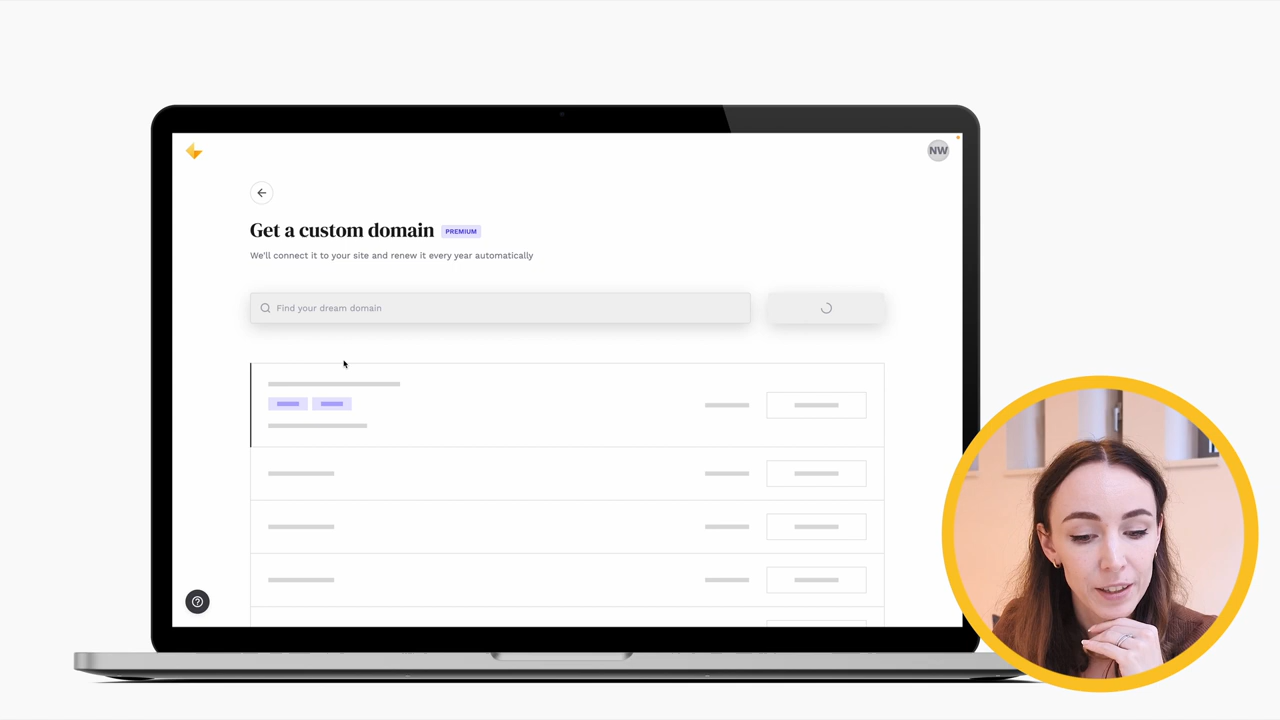 NW
Get a custom domain PREMIUM
We'll connect it to your site and renew it every year automatically
Find your dream domain